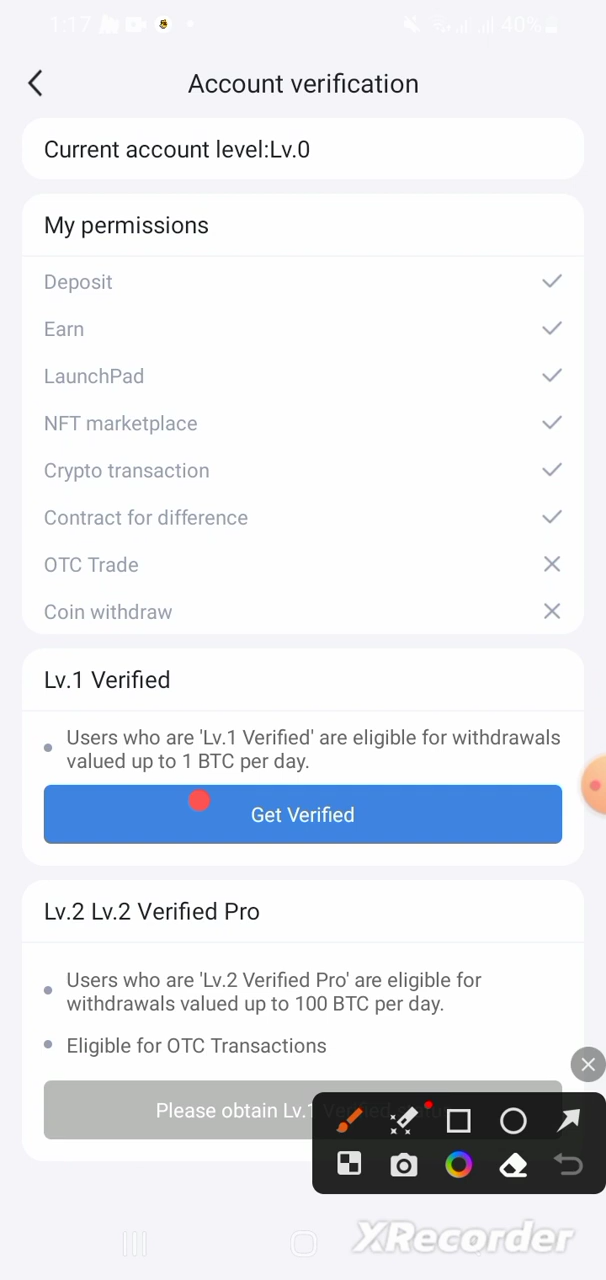 1:17
40%
Account verification
Current account level:Lv.0
My permissions
Deposit
Earn
LaunchPad
NFT marketplace
Crypto transaction
Contract for difference
OTC Trade
Coin withdraw
Lv.1 Verified
Users who are 'Lv.1 Verified' are eligible for withdrawals
valued up to 1 BTC per day.
Get Verified
Lv.2 Lv.2 Verified Pro
Users who are 'Lv.2 Verified Pro' are eligible for
withdrawals valued up to 100 BTC per day.
Eligible for OTC Transactions
Please obtain Lv.1 Verified
XRecorder